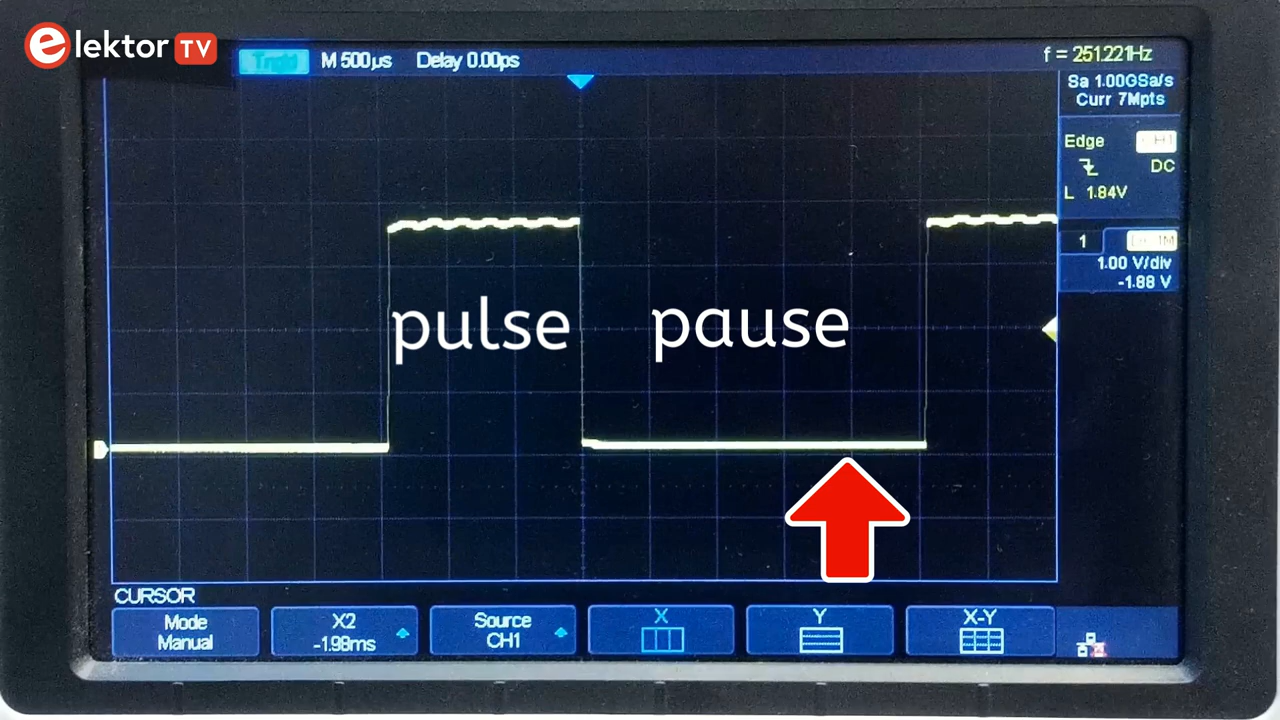 elektor TV
Trig'd M 500µs Delay 0.00ps
f = 251.221Hz
Sa 1.00GSa/s
Curr 7Mpts
Edge CH1
DC
L 1.84V
1 DC1M
1.00 V/div
-1.88 V
pulse pause
CURSOR
Mode
Manual
X2
-1.98ms
Source
CH1
X
Y
X-Y